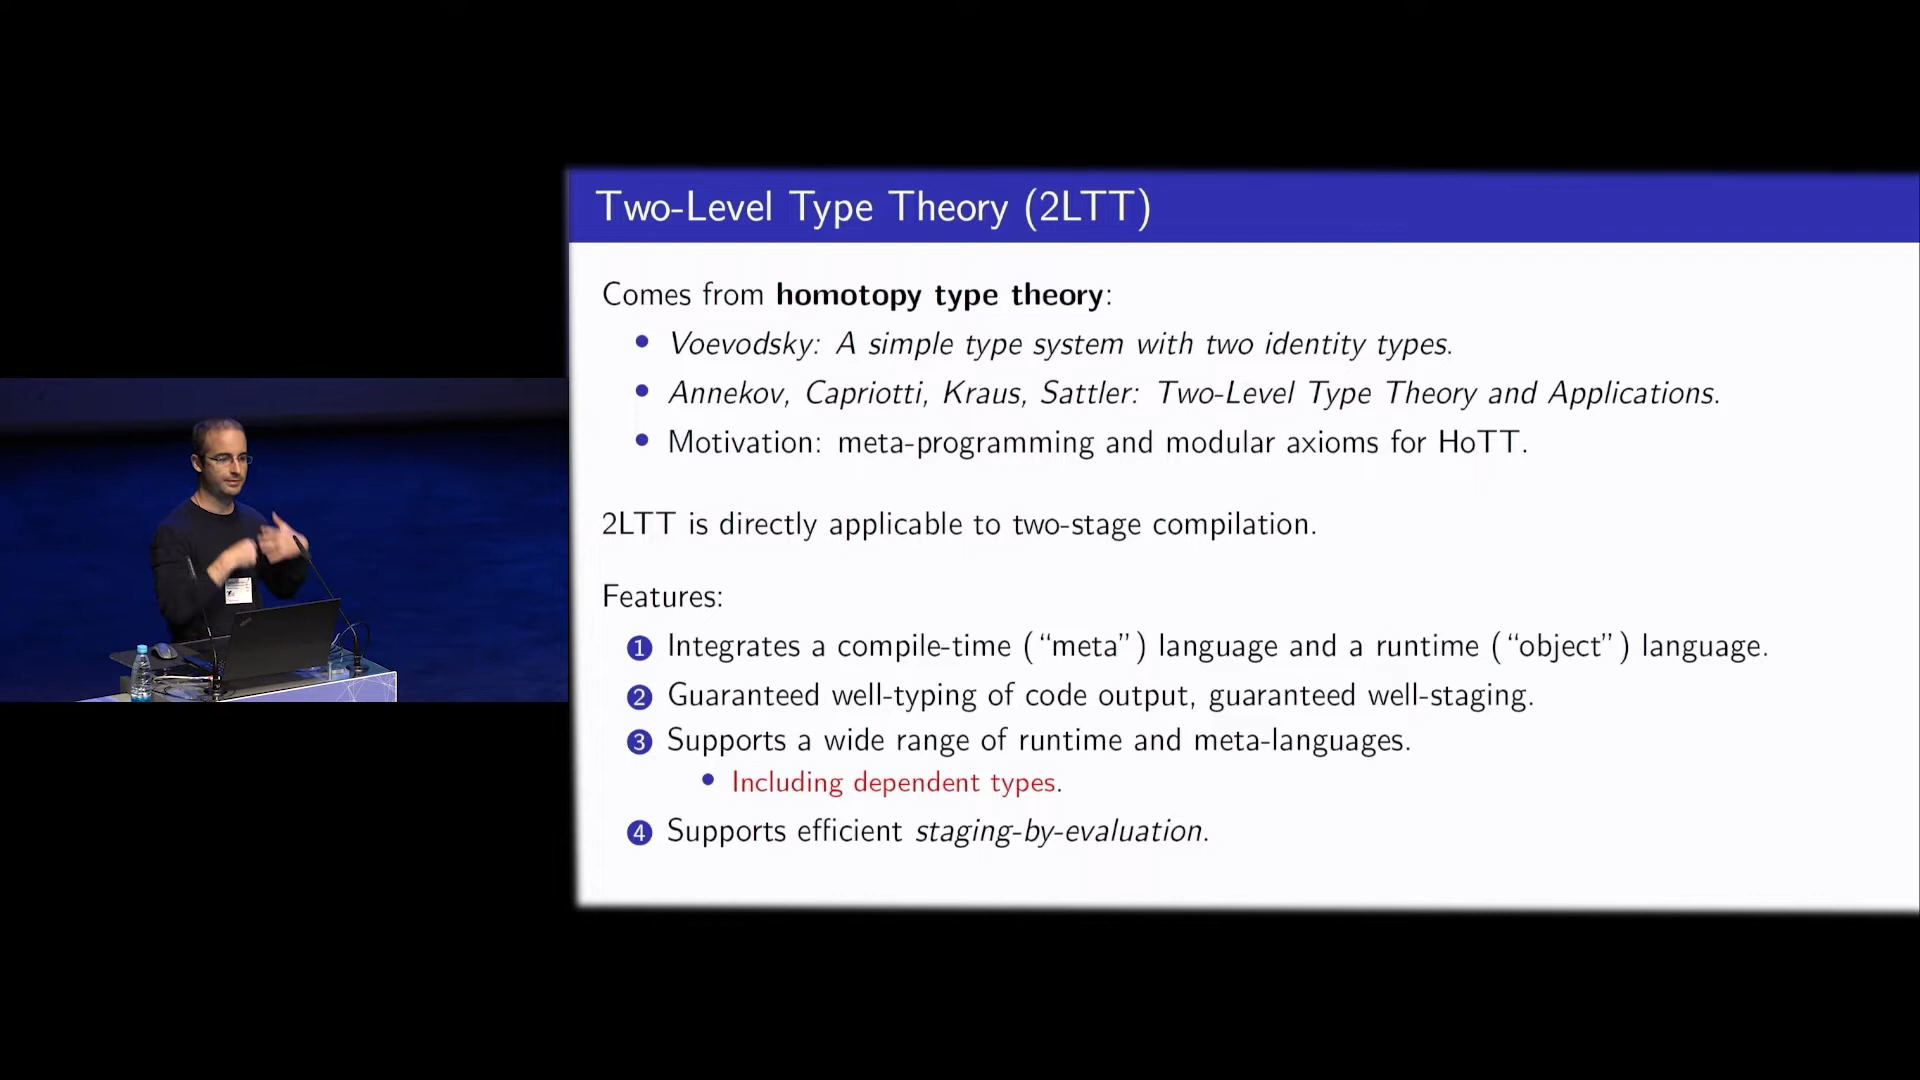 Two-Level Type Theory (2LTT)
Comes from homotopy type theory:
• Voevodsky: A simple type system with two identity types.
• Annekov, Capriotti, Kraus, Sattler: Two-Level Type Theory and Applications.
• Motivation: meta-programming and modular axioms for HoTT.
2LTT is directly applicable to two-stage compilation.
Features:
1 Integrates a compile-time (“meta”) language and a runtime (“object”) language.
2 Guaranteed well-typing of code output, guaranteed well-staging.
3 Supports a wide range of runtime and meta-languages.
• Including dependent types.
4 Supports efficient staging-by-evaluation.